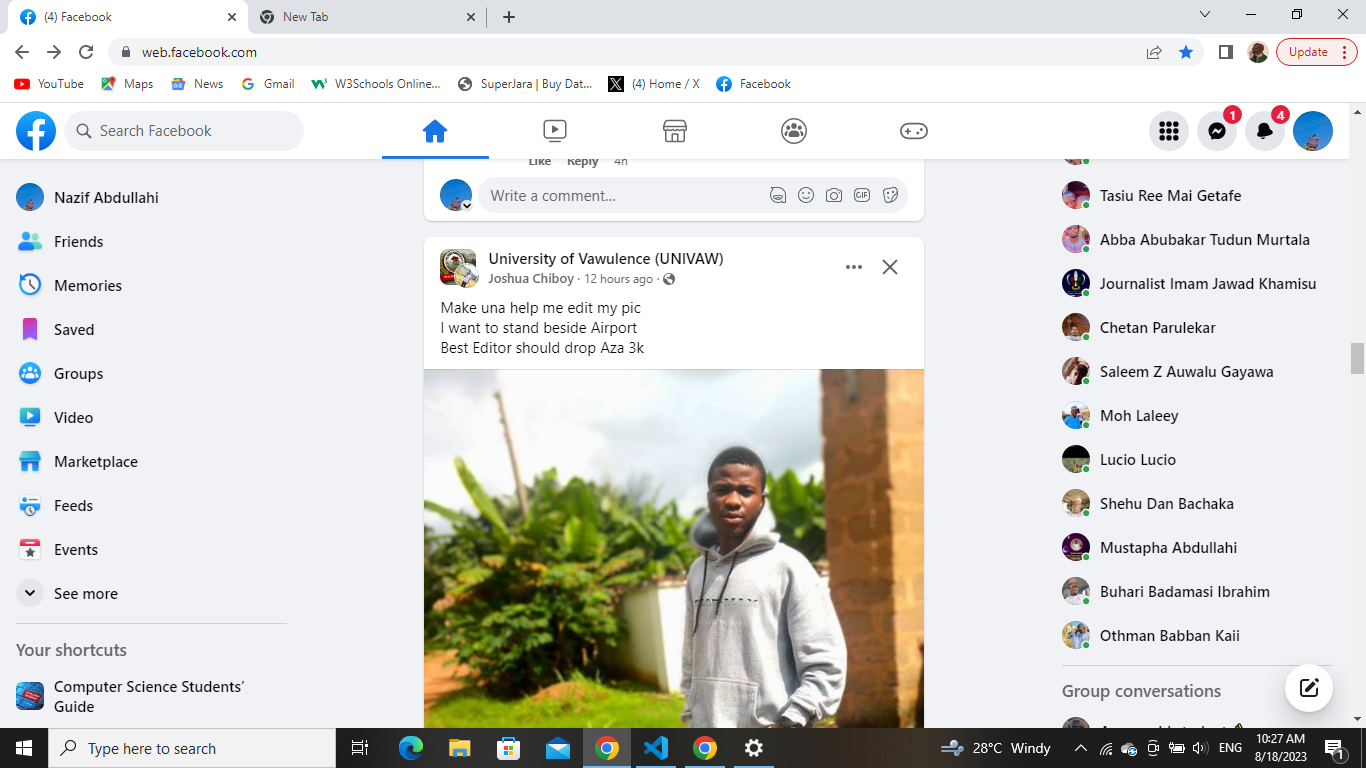 (4) Facebook
New Tab
web.facebook.com
Update
YouTube
Maps
News
Gmail
W3Schools Online...
SuperJara | Buy Dat...
(4) Home / X
Facebook
Search Facebook
1
4
Nazif Abdullahi
Friends
Memories
Saved
Groups
Video
Marketplace
Feeds
Events
See more
Your shortcuts
Computer Science Students'
Guide
Like Reply 4h
Write a comment...
GIF
University of Vawulence (UNIVAW)
Joshua Chiboy · 12 hours ago ·
Make una help me edit my pic
I want to stand beside Airport
Best Editor should drop Aza 3k
Tasiu Ree Mai Getafe
Abba Abubakar Tudun Murtala
Journalist Imam Jawad Khamisu
Chetan Parulekar
Saleem Z Auwalu Gayawa
Moh Laleey
Lucio Lucio
Shehu Dan Bachaka
Mustapha Abdullahi
Buhari Badamasi Ibrahim
Othman Babban Kaii
Group conversations
Type here to search
28°C Windy
ENG
10:27 AM
8/18/2023
1